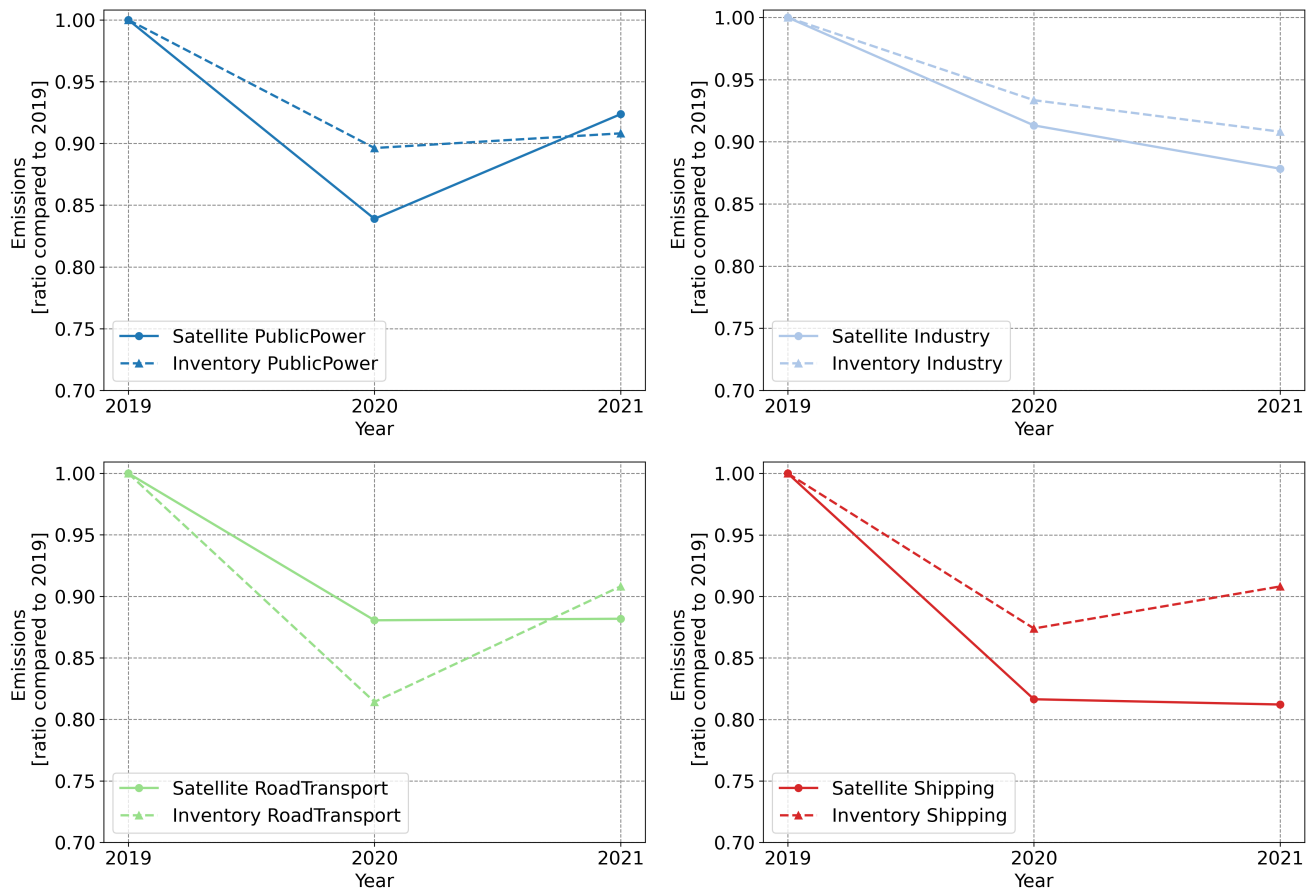 Emissions
[ratio compared to 2019]
1.00
0.95
0.90
0.85
0.80
0.75
0.70
Satellite PublicPower
Inventory PublicPower
2019
2020
2021
Year
Emissions
[ratio compared to 2019]
1.00
0.95
0.90
0.85
0.80
0.75
0.70
Satellite Industry
Inventory Industry
2019
2020
2021
Year
Emissions
[ratio compared to 2019]
1.00
0.95
0.90
0.85
0.80
0.75
0.70
Satellite RoadTransport
Inventory RoadTransport
2019
2020
2021
Year
Emissions
[ratio compared to 2019]
1.00
0.95
0.90
0.85
0.80
0.75
0.70
Satellite Shipping
Inventory Shipping
2019
2020
2021
Year